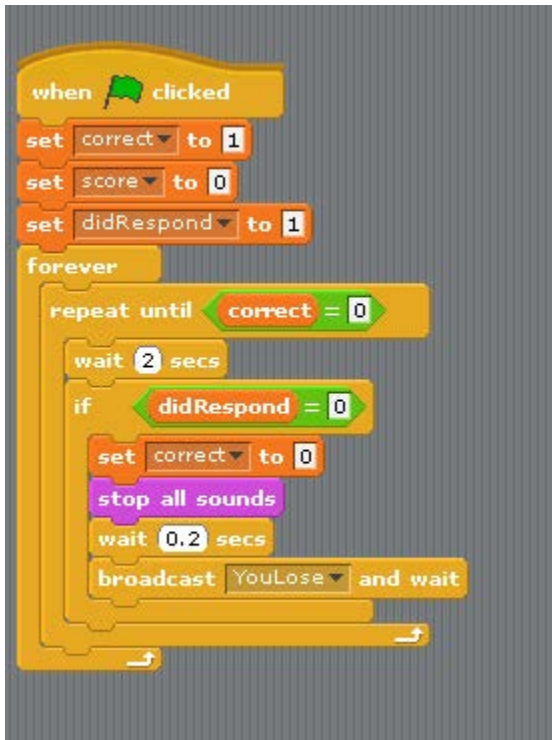 when clicked
set correct to 1
set score to 0
set didRespond to 1
forever
repeat until correct = 0
wait 2 secs
if didRespond = 0
set correct to 0
stop all sounds
wait 0.2 secs
broadcast YouLose and wait